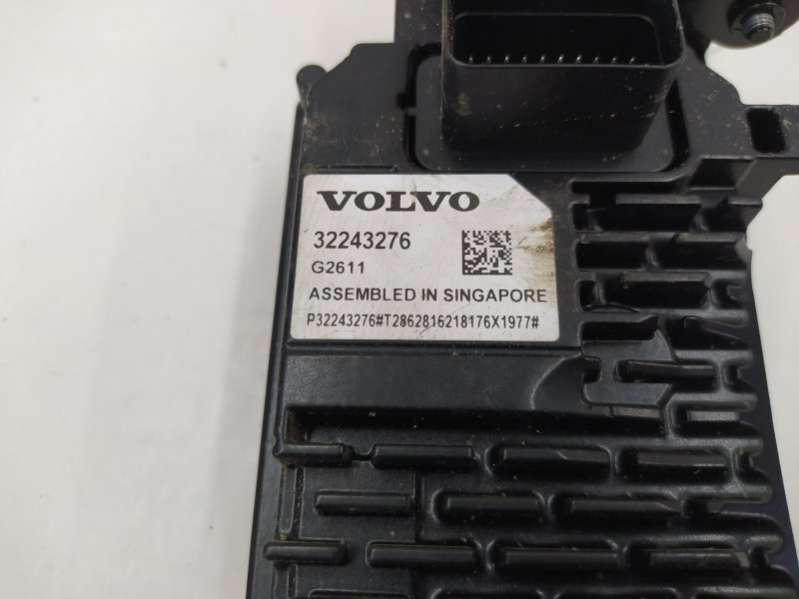 VOLVO
32243276
G2611
ASSEMBLED IN SINGAPORE
P32243276#T2862816218176X1977#